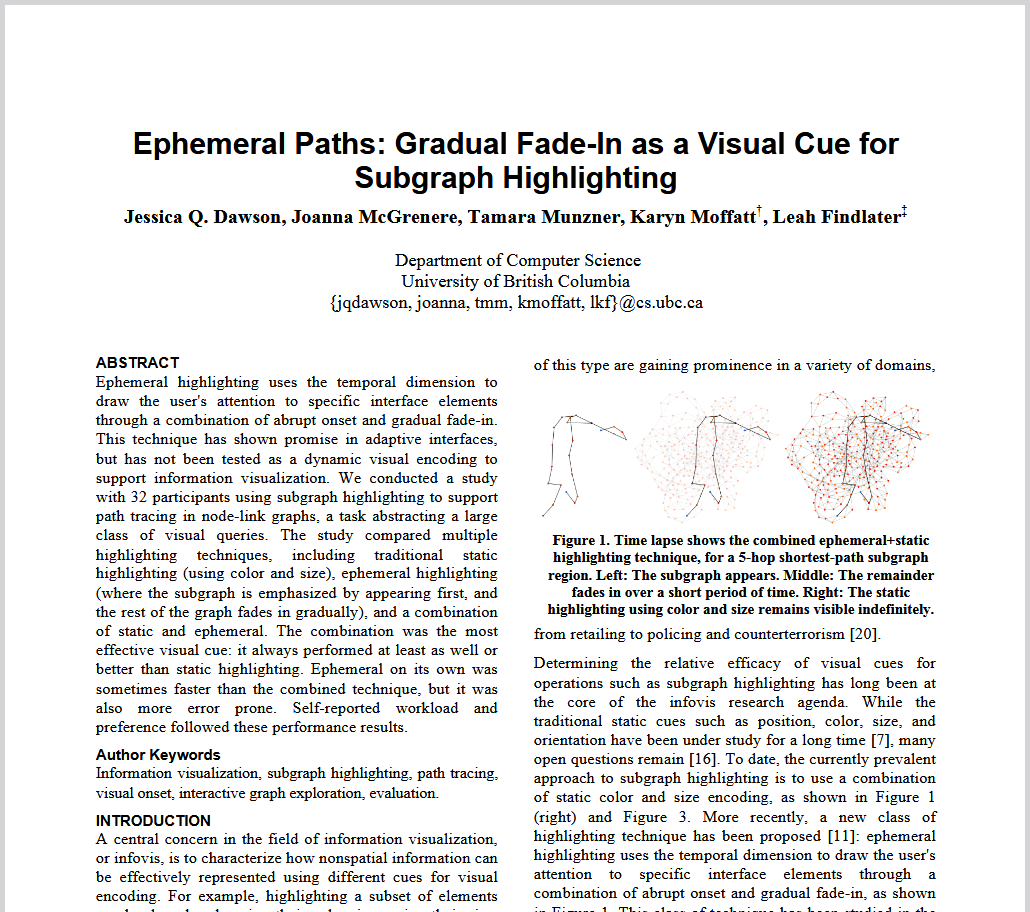 Ephemeral Paths: Gradual Fade-In as a Visual Cue for
Subgraph Highlighting
Jessica Q. Dawson, Joanna McGrenere, Tamara Munzner, Karyn Moffatt†, Leah Findlater‡
Department of Computer Science
University of British Columbia
{jqdawson, joanna, tmm, kmoffatt, lkf}@cs.ubc.ca
ABSTRACT
Ephemeral highlighting uses the temporal dimension to
draw the user's attention to specific interface elements
through a combination of abrupt onset and gradual fade-in.
This technique has shown promise in adaptive interfaces,
but has not been tested as a dynamic visual encoding to
support information visualization. We conducted a study
with 32 participants using subgraph highlighting to support
path tracing in node-link graphs, a task abstracting a large
class of visual queries. The study compared multiple
highlighting techniques, including traditional static
highlighting (using color and size), ephemeral highlighting
(where the subgraph is emphasized by appearing first, and
the rest of the graph fades in gradually), and a combination
of static and ephemeral. The combination was the most
effective visual cue: it always performed at least as well or
better than static highlighting. Ephemeral on its own was
sometimes faster than the combined technique, but it was
also more error prone. Self-reported workload and
preference followed these performance results.
Author Keywords
Information visualization, subgraph highlighting, path tracing,
visual onset, interactive graph exploration, evaluation.
INTRODUCTION
A central concern in the field of information visualization,
or infovis, is to characterize how nonspatial information can
be effectively represented using different cues for visual
encoding. For example, highlighting a subset of elements
of this type are gaining prominence in a variety of domains,
Figure 1. Time lapse shows the combined ephemeral+static
highlighting technique, for a 5-hop shortest-path subgraph
region. Left: The subgraph appears. Middle: The remainder
fades in over a short period of time. Right: The static
highlighting using color and size remains visible indefinitely.
from retailing to policing and counterterrorism [20].
Determining the relative efficacy of visual cues for
operations such as subgraph highlighting has long been at
the core of the infovis research agenda. While the
traditional static cues such as position, color, size, and
orientation have been under study for a long time [7], many
open questions remain [16]. To date, the currently prevalent
approach to subgraph highlighting is to use a combination
of static color and size encoding, as shown in Figure 1
(right) and Figure 3. More recently, a new class of
highlighting technique has been proposed [11]: ephemeral
highlighting uses the temporal dimension to draw the user's
attention to specific interface elements through a
combination of abrupt onset and gradual fade-in, as shown